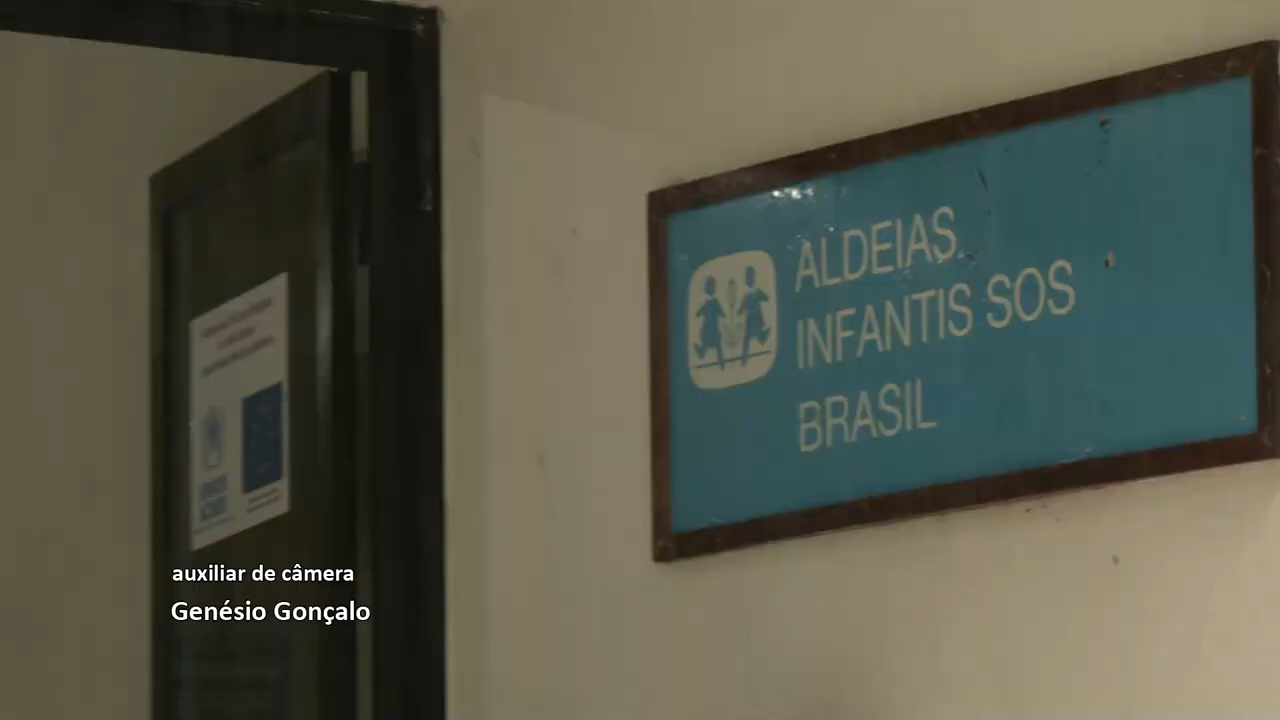 ALDEIAS
INFANTIS SOS
BRASIL
auxiliar de câmera
Genésio Gonçalo